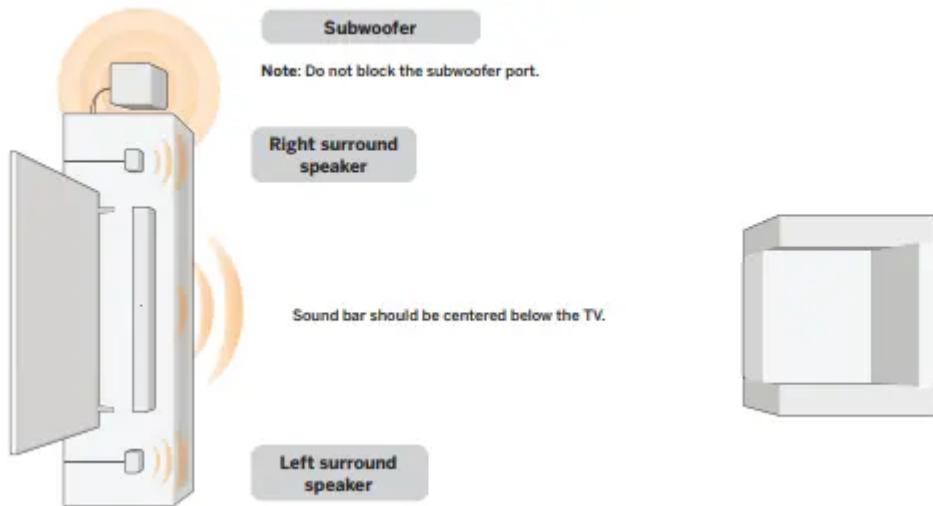 Subwoofer
Note: Do not block the subwoofer port.
Right surround
speaker
Sound bar should be centered below the TV.
Left surround
speaker